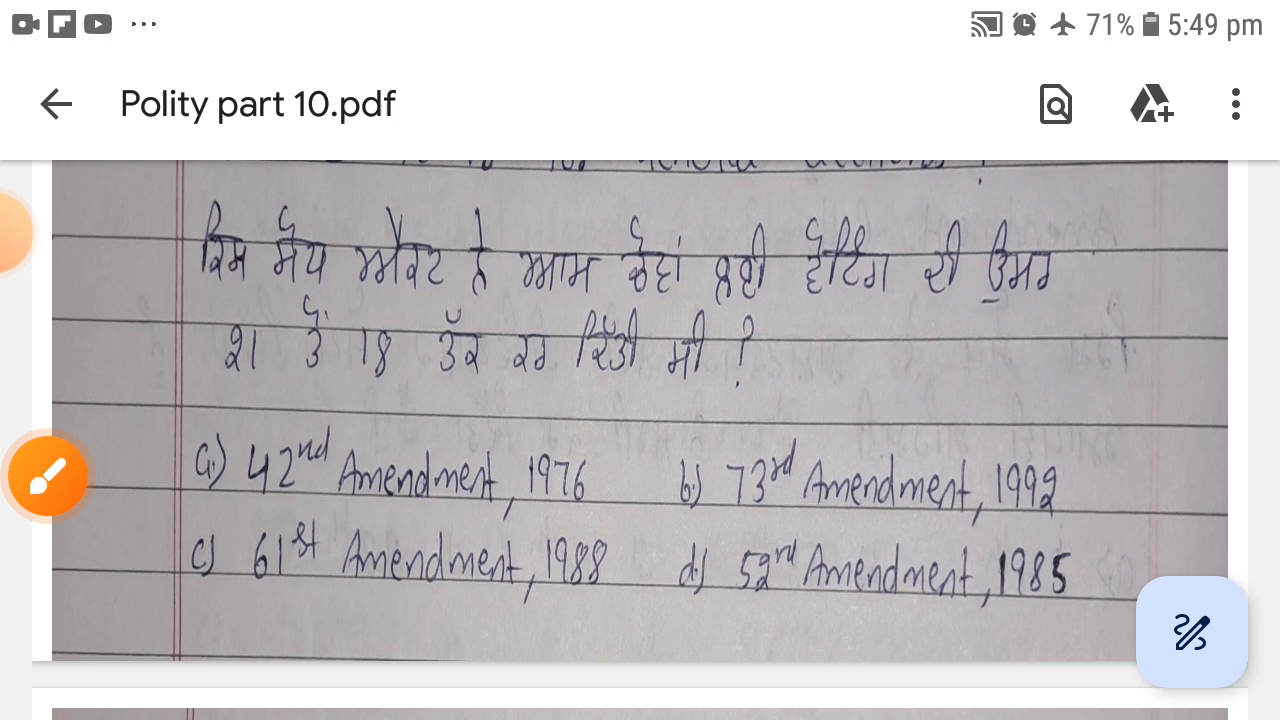 71% 5:49 pm
Polity part 10.pdf
ਕਿਸ ਸੋਧ ਐਕਟ ਨੇ ਆਮ ਚੋਣਾਂ ਲਈ ਵੋਟਿੰਗ ਦੀ ਉਮਰ
21 ਤੋਂ 18 ਤੱਕ ਕਰ ਦਿੱਤੀ ਸੀ ?
a.) 42nd Amendment, 1976 b.) 73rd Amendment, 1992
c) 61st Amendment, 1988 d.) 52nd Amendment, 1985